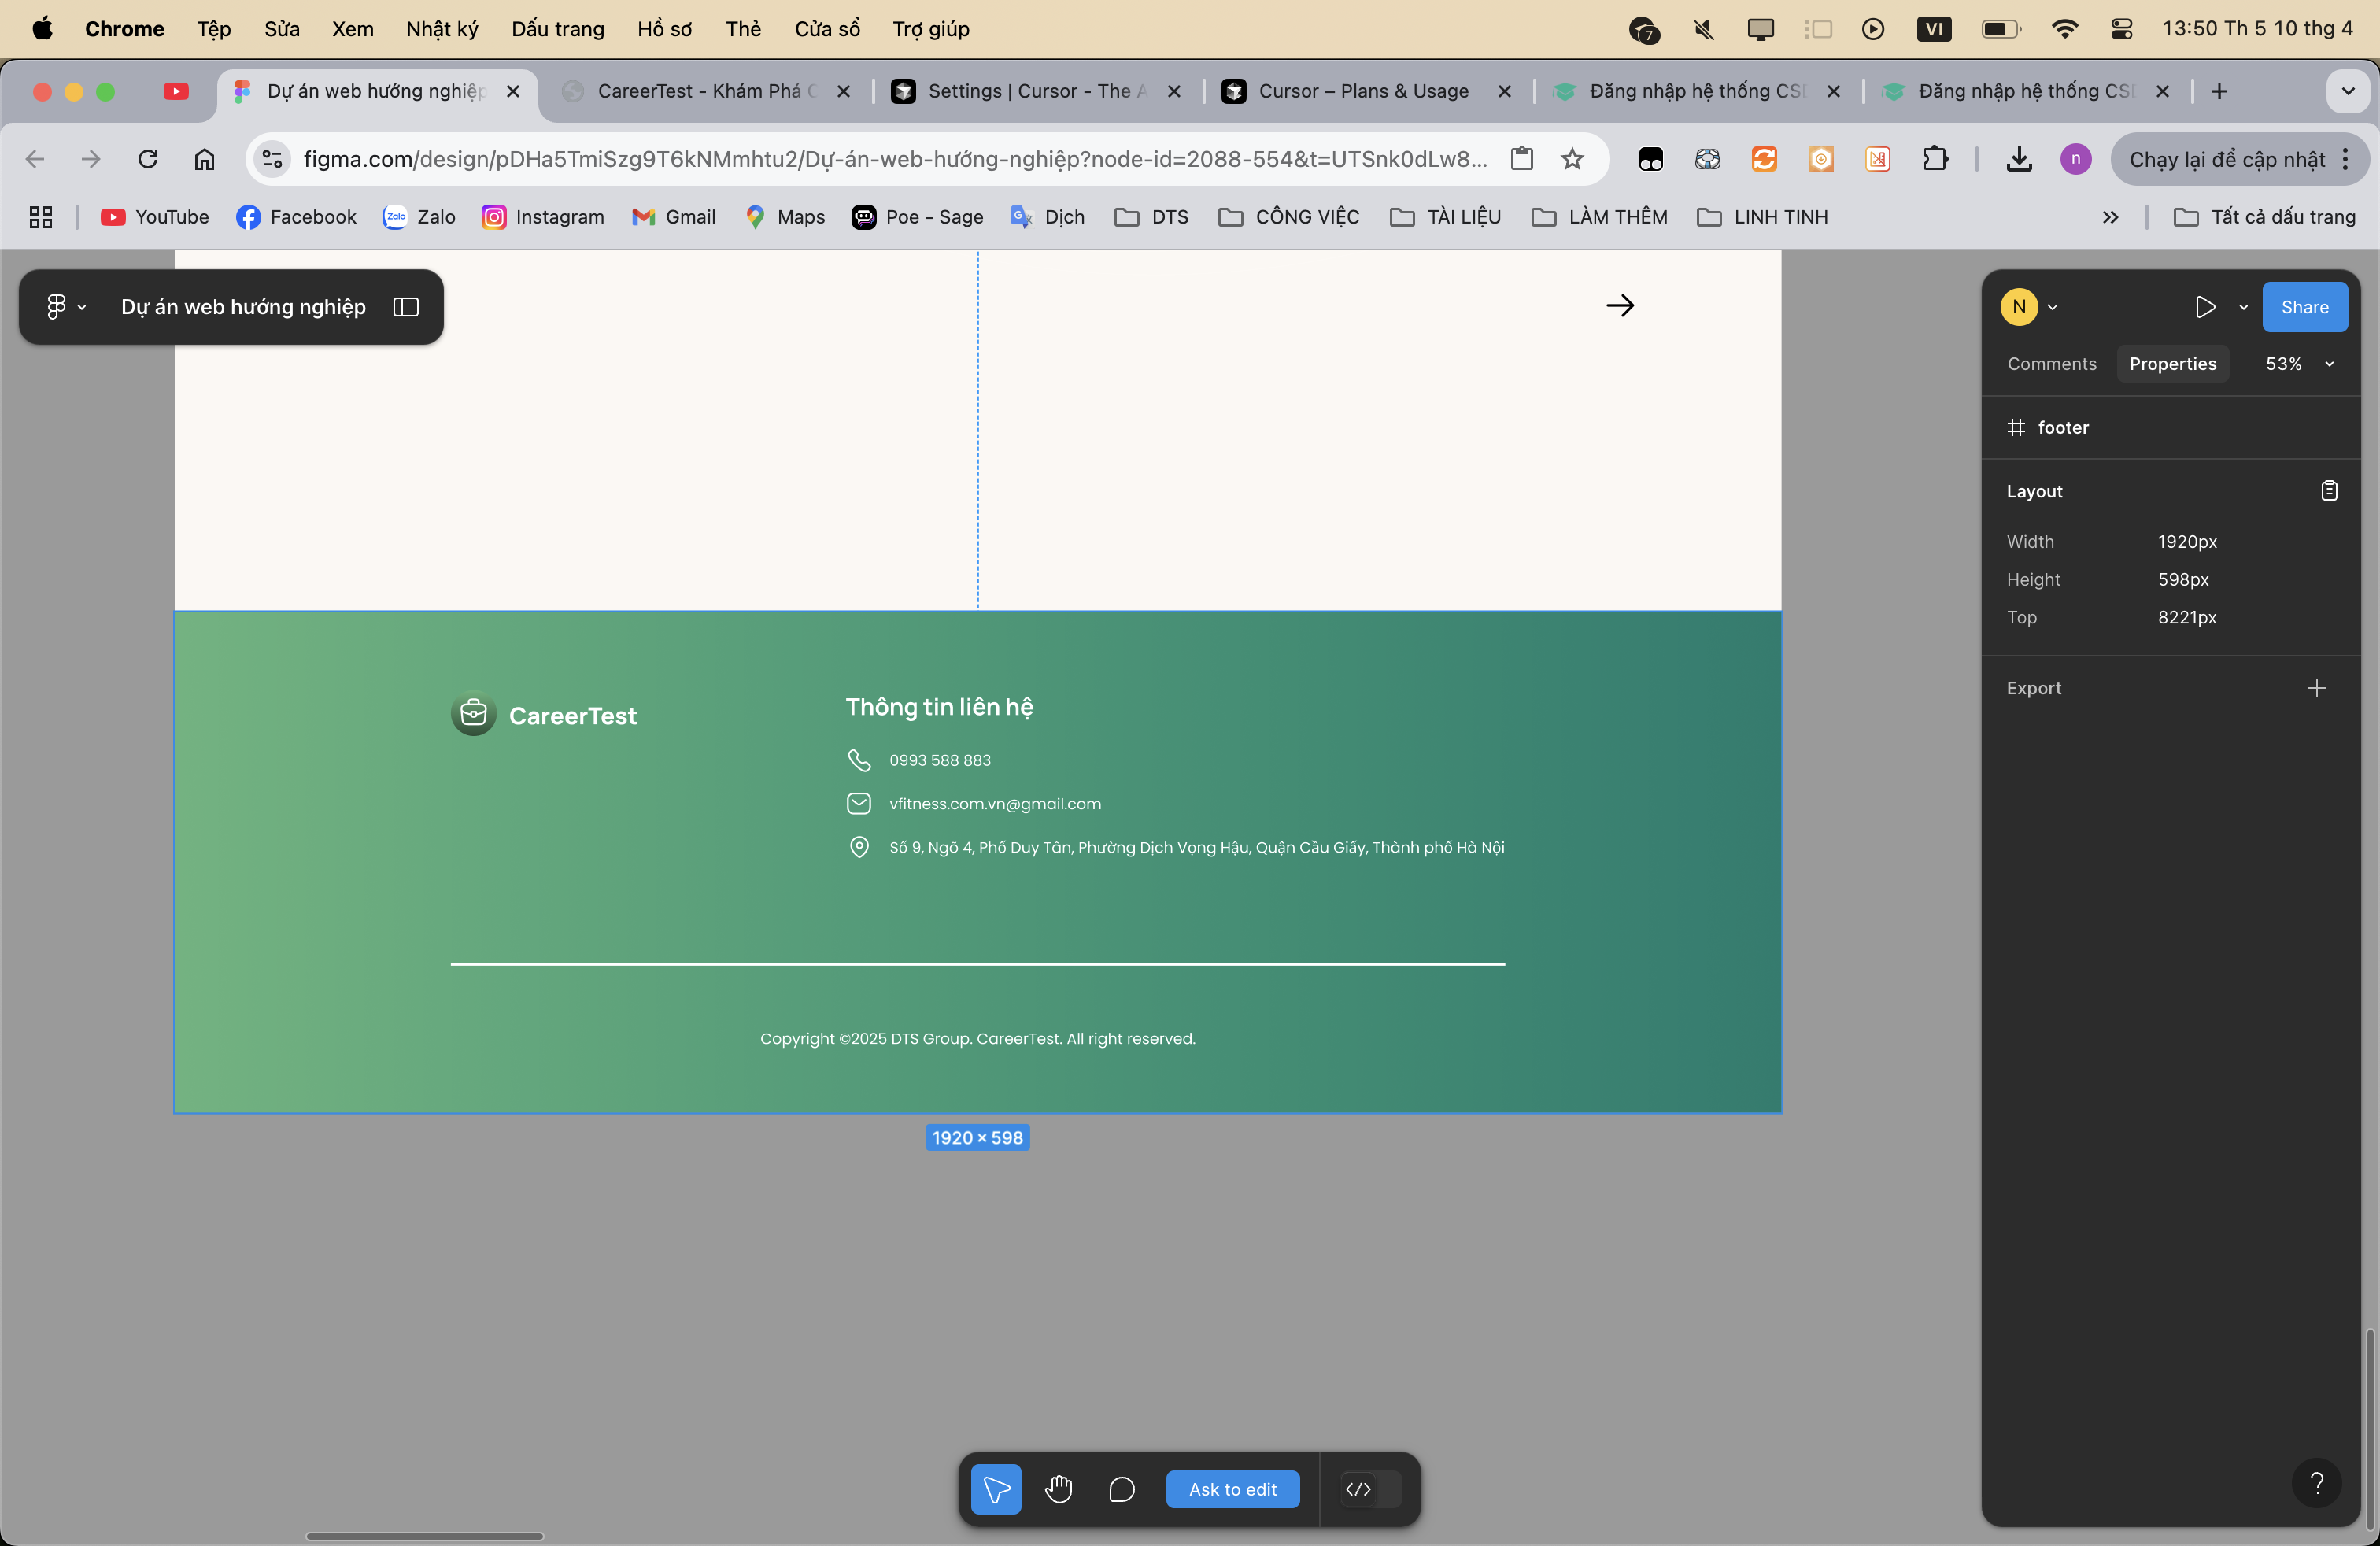 Chrome Tệp Sửa Xem Nhật ký Dấu trang Hồ sơ Thẻ Cửa sổ Trợ giúp 7 VI 13:50 Th 5 10 thg 4
Dự án web hướng nghiệp CareerTest - Khám Phá Settings | Cursor - The Cursor – Plans & Usage Đăng nhập hệ thống Đăng nhập hệ thống
figma.com/design/pDHa5TmiSzg9T6kNMmhtu2/Dự-án-web-hướng-nghiệp?node-id=2088-554&t=UTSnk0dLw8... n Chạy lại để cập nhật
YouTube Facebook Zalo Instagram Gmail Maps Poe - Sage Dịch DTS CÔNG VIỆC TÀI LIỆU LÀM THÊM LINH TINH Tất cả dấu trang
Dự án web hướng nghiệp
N Share
Comments Properties 53%
footer
Layout
Width 1920px
Height 598px
Top 8221px
Export
CareerTest
Thông tin liên hệ
0993 588 883
vfitness.com.vn@gmail.com
Số 9, Ngõ 4, Phố Duy Tân, Phường Dịch Vọng Hậu, Quận Cầu Giấy, Thành phố Hà Nội
Copyright ©2025 DTS Group. CareerTest. All right reserved.
1920 × 598
Ask to edit
?